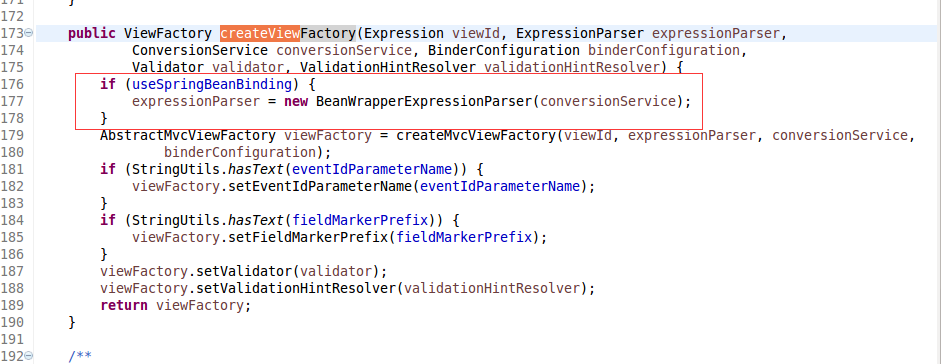 171 }
172
173 public ViewFactory createViewFactory(Expression viewId, ExpressionParser expressionParser,
174 ConversionService conversionService, BinderConfiguration binderConfiguration,
175 Validator validator, ValidationHintResolver validationHintResolver) {
176 if (useSpringBeanBinding) {
177 expressionParser = new BeanWrapperExpressionParser(conversionService);
178 }
179 AbstractMvcViewFactory viewFactory = createMvcViewFactory(viewId, expressionParser, conversionService,
180 binderConfiguration);
181 if (StringUtils.hasText(eventIdParameterName)) {
182 viewFactory.setEventIdParameterName(eventIdParameterName);
183 }
184 if (StringUtils.hasText(fieldMarkerPrefix)) {
185 viewFactory.setFieldMarkerPrefix(fieldMarkerPrefix);
186 }
187 viewFactory.setValidator(validator);
188 viewFactory.setValidationHintResolver(validationHintResolver);
189 return viewFactory;
190 }
191
192 /**